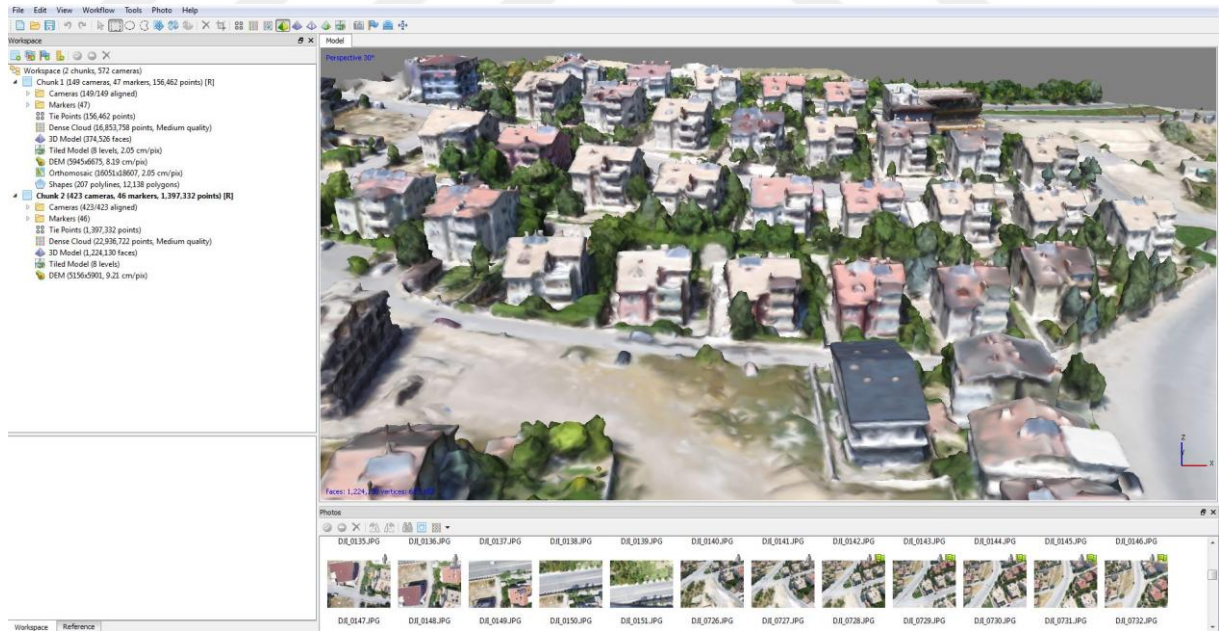 File Edit View Workflow Tools Photo Help
Workspace
Model
Workspace (2 chunks, 572 cameras)
Chunk 1 (149 cameras, 47 markers, 156,462 points) [R]
Cameras (149/149 aligned)
Markers (47)
Tie Points (156,462 points)
Dense Cloud (16,853,758 points, Medium quality)
3D Model (374,526 faces)
Tiled Model (8 levels, 2.05 cm/pix)
DEM (5945x6675, 8.19 cm/pix)
Orthomosaic (16051x18607, 2.05 cm/pix)
Shapes (207 polylines, 12,138 polygons)
Chunk 2 (423 cameras, 46 markers, 1,397,332 points) [R]
Cameras (423/423 aligned)
Markers (46)
Tie Points (1,397,332 points)
Dense Cloud (22,936,722 points, Medium quality)
3D Model (1,224,130 faces)
Tiled Model (8 levels)
DEM (5156x5901, 9.21 cm/pix)
Perspective 30°
Z
X
faces: vertices:
Photos
DJI_0135.JPG DJI_0136.JPG DJI_0137.JPG DJI_0138.JPG DJI_0139.JPG DJI_0140.JPG DJI_0141.JPG DJI_0142.JPG DJI_0143.JPG DJI_0144.JPG DJI_0145.JPG DJI_0146.JPG
DJI_0147.JPG DJI_0148.JPG DJI_0149.JPG DJI_0150.JPG DJI_0151.JPG DJI_0726.JPG DJI_0727.JPG DJI_0728.JPG DJI_0729.JPG DJI_0730.JPG DJI_0731.JPG DJI_0732.JPG
Workspace Reference